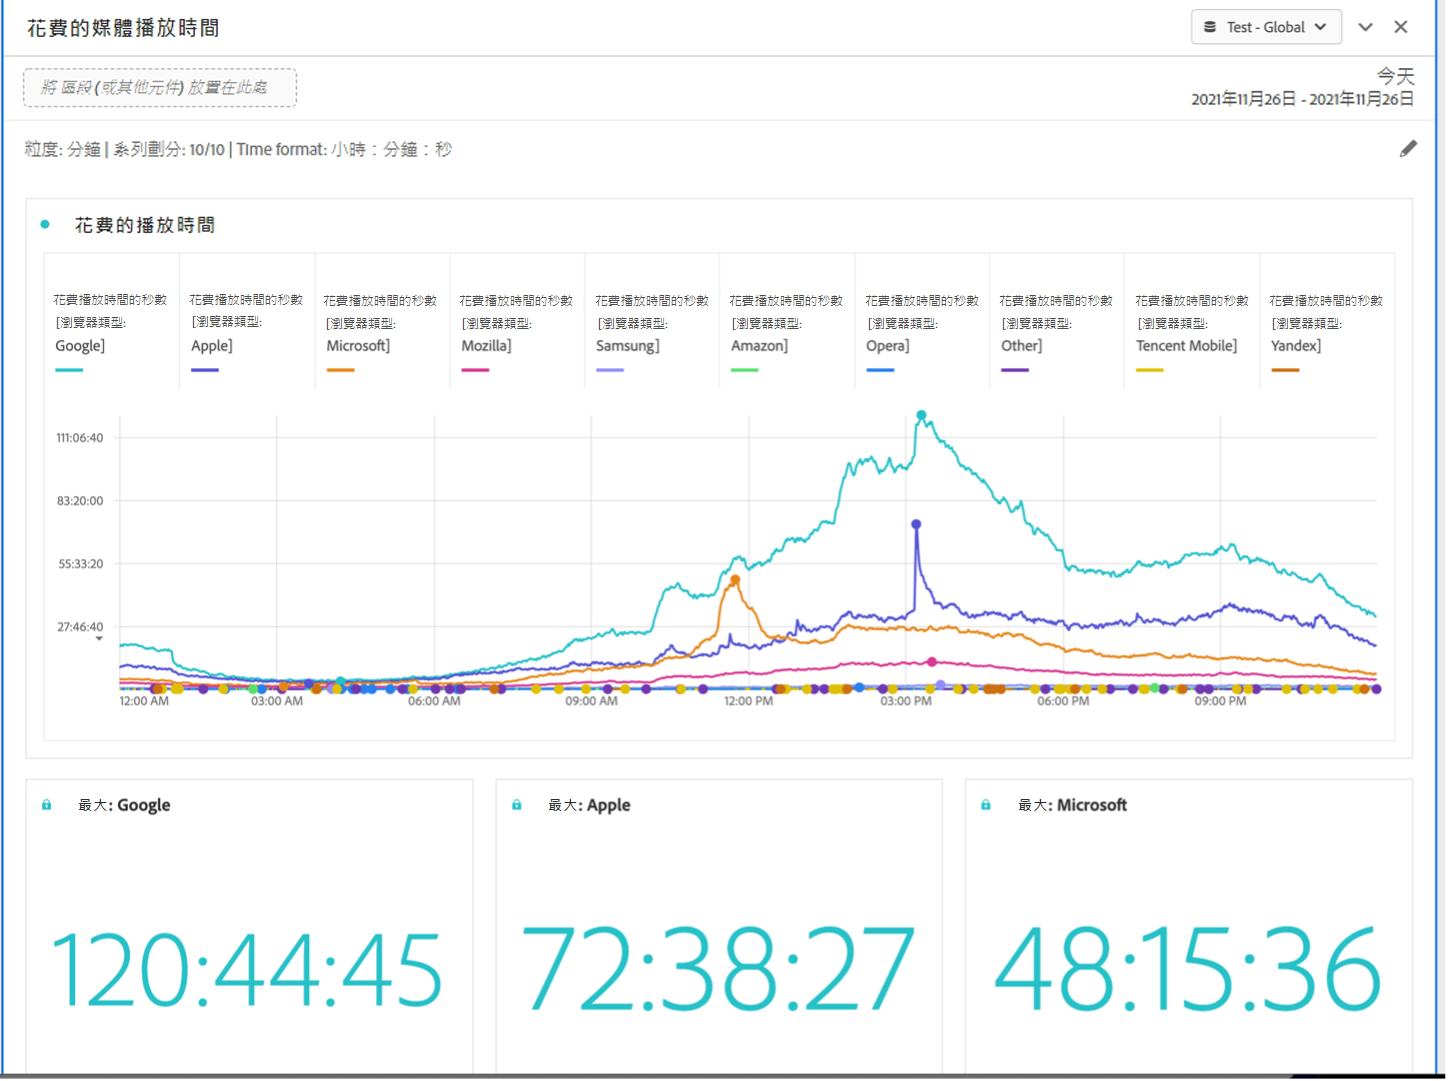 花費的媒體播放時間
Test - Global
將 區段 (或其他元件) 放置在此處
今天
2021年11月26日 - 2021年11月26日
粒度: 分鐘 | 系列劃分: 10/10 | Time format: 小時：分鐘：秒
花費的播放時間
花費播放時間的秒數 [瀏覽器類型: Google]
花費播放時間的秒數 [瀏覽器類型: Apple]
花費播放時間的秒數 [瀏覽器類型: Microsoft]
花費播放時間的秒數 [瀏覽器類型: Mozilla]
花費播放時間的秒數 [瀏覽器類型: Samsung]
花費播放時間的秒數 [瀏覽器類型: Amazon]
花費播放時間的秒數 [瀏覽器類型: Opera]
花費播放時間的秒數 [瀏覽器類型: Other]
花費播放時間的秒數 [瀏覽器類型: Tencent Mobile]
花費播放時間的秒數 [瀏覽器類型: Yandex]
111:06:40
83:20:00
55:33:20
27:46:40
12:00 AM 03:00 AM 06:00 AM 09:00 AM 12:00 PM 03:00 PM 06:00 PM 09:00 PM
最大: Google
120:44:45
最大: Apple
72:38:27
最大: Microsoft
48:15:36